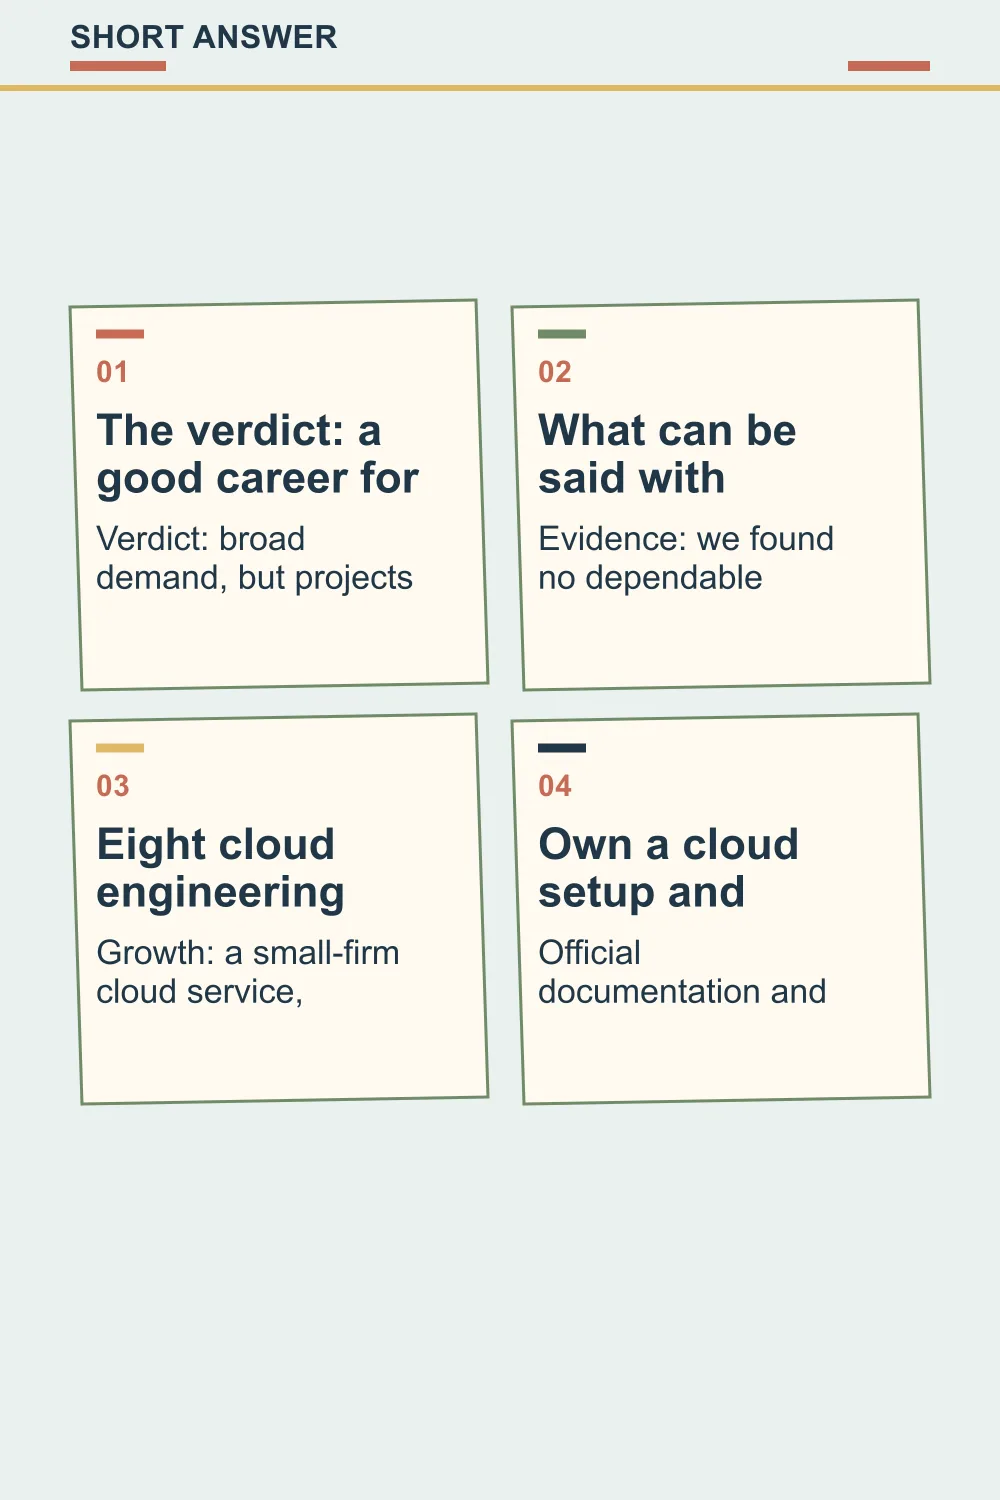 SHORT ANSWER
01
The verdict: a
good career for
Verdict: broad
demand, but projects
02
What can be
said with
Evidence: we found
no dependable
03
Eight cloud
engineering
Growth: a small-firm
cloud service,
04
Own a cloud
setup and
Official
documentation and